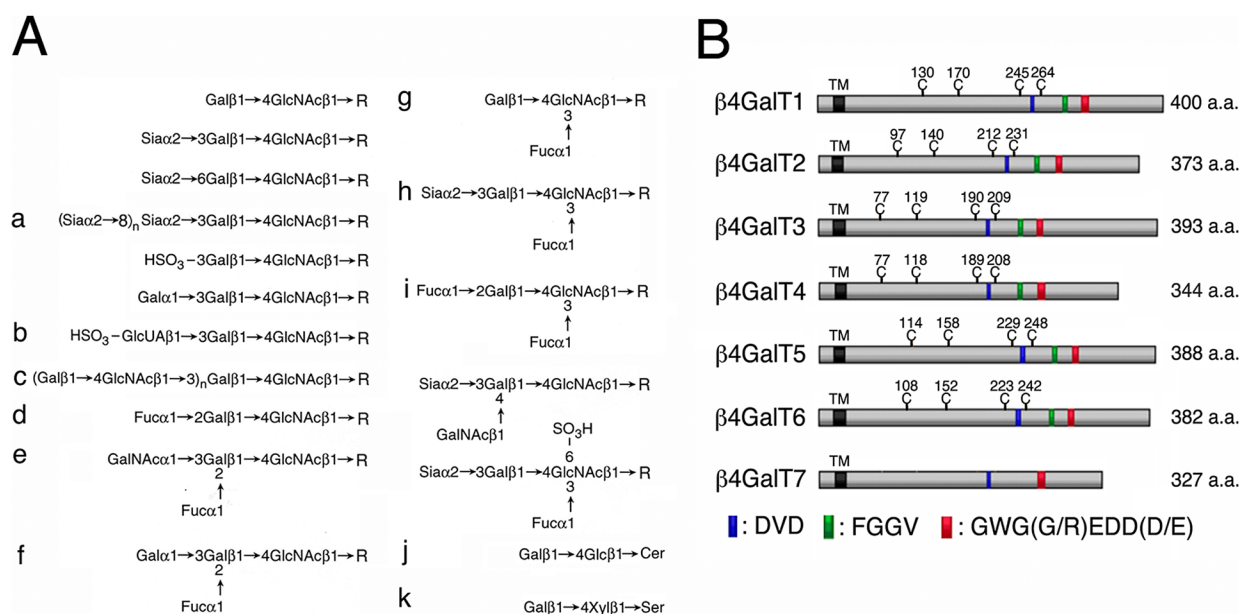 A
Galβ1→4GlcNAcβ1→R
Siaα2→3Galβ1→4GlcNAcβ1→R
Siaα2→6Galβ1→4GlcNAcβ1→R
a (Siaα2→8)nSiaα2→3Galβ1→4GlcNAcβ1→R
HSO3-3Galβ1→4GlcNAcβ1→R
Galα1→3Galβ1→4GlcNAcβ1→R
b HSO3-GlcUAβ1→3Galβ1→4GlcNAcβ1→R
c (Galβ1→4GlcNAcβ1→3)nGalβ1→4GlcNAcβ1→R
d Fucα1→2Galβ1→4GlcNAcβ1→R
e GalNAcα1→3Galβ1→4GlcNAcβ1→R
2
↑
Fucα1
f Galα1→3Galβ1→4GlcNAcβ1→R
2
↑
Fucα1
g Galβ1→4GlcNAcβ1→R
3
↑
Fucα1
h Siaα2→3Galβ1→4GlcNAcβ1→R
3
↑
Fucα1
i Fucα1→2Galβ1→4GlcNAcβ1→R
3
↑
Fucα1
Siaα2→3Galβ1→4GlcNAcβ1→R
4
↑
GalNAcβ1
SO3H
6
Siaα2→3Galβ1→4GlcNAcβ1→R
3
↑
Fucα1
j Galβ1→4Glcβ1→Cer
k Galβ1→4Xylβ1→Ser
B
130 170 245 264
TM C C C C
β4GalT1 400 a.a.
97 140 212 231
TM C C C C
β4GalT2 373 a.a.
77 119 190 209
TM C C C C
β4GalT3 393 a.a.
77 118 189 208
TM C C C C
β4GalT4 344 a.a.
114 158 229 248
TM C C C C
β4GalT5 388 a.a.
108 152 223 242
TM C C C C
β4GalT6 382 a.a.
TM
β4GalT7 327 a.a.
: DVD : FGGV : GWG(G/R)EDD(D/E)